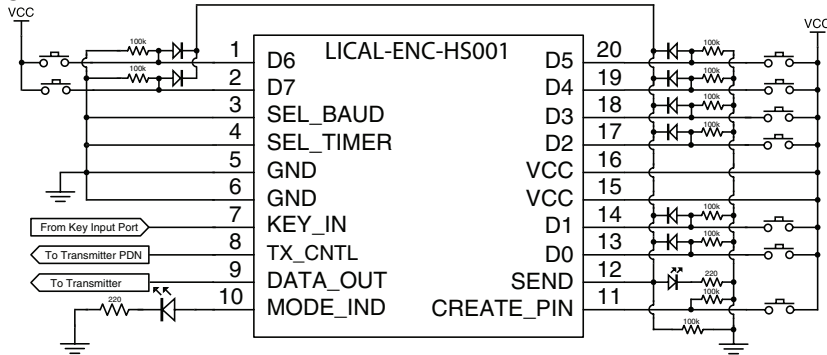 VCC
VCC
LICAL-ENC-HS001
100k
100k
1 D6
2 D7
3 SEL_BAUD
4 SEL_TIMER
5 GND
6 GND
7 KEY_IN
8 TX_CNTL
9 DATA_OUT
10 MODE_IND
From Key Input Port
To Transmitter PDN
To Transmitter
220
D5 20
D4 19
D3 18
D2 17
VCC 16
VCC 15
D1 14
D0 13
SEND 12
CREATE_PIN 11
100k
100k
100k
100k
100k
100k
220
100k
100k